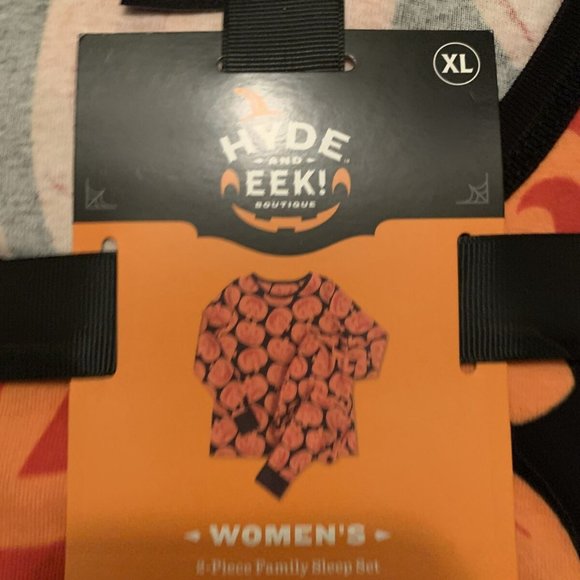 XL
HYDE
AND
EEK!
BOUTIQUE
WOMEN'S
2-Piece Family Sleep Set